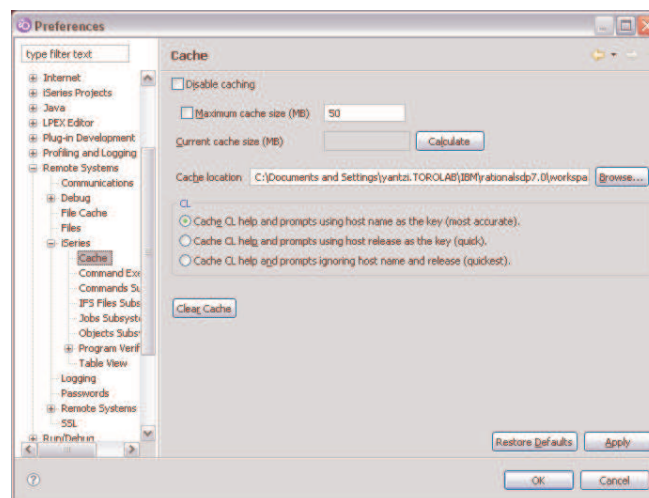 Preferences
type filter text
Internet
iSeries Projects
Java
LPEX Editor
Plug-in Development
Profiling and Logging
Remote Systems
Communications
Debug
File Cache
Files
iSeries
Cache
Command Exe
Commands Su
IFS Files Subs
Jobs Subsyste
Objects Subs
Program Verif
Table View
Logging
Passwords
Remote Systems
SSL
Run/Debug
Cache
Disable caching
Maximum cache size (MB) 50
Current cache size (MB) Calculate
Cache location: C:\Documents and Settings\yantzi.TOROLAB\IBM\rationalsdp7.0\workspa Browse...
CL
Cache CL help and prompts using host name as the key (most accurate).
Cache CL help and prompts using host release as the key (quick).
Cache CL help and prompts ignoring host name and release (quickest).
Clear Cache
Restore Defaults Apply
? OK Cancel